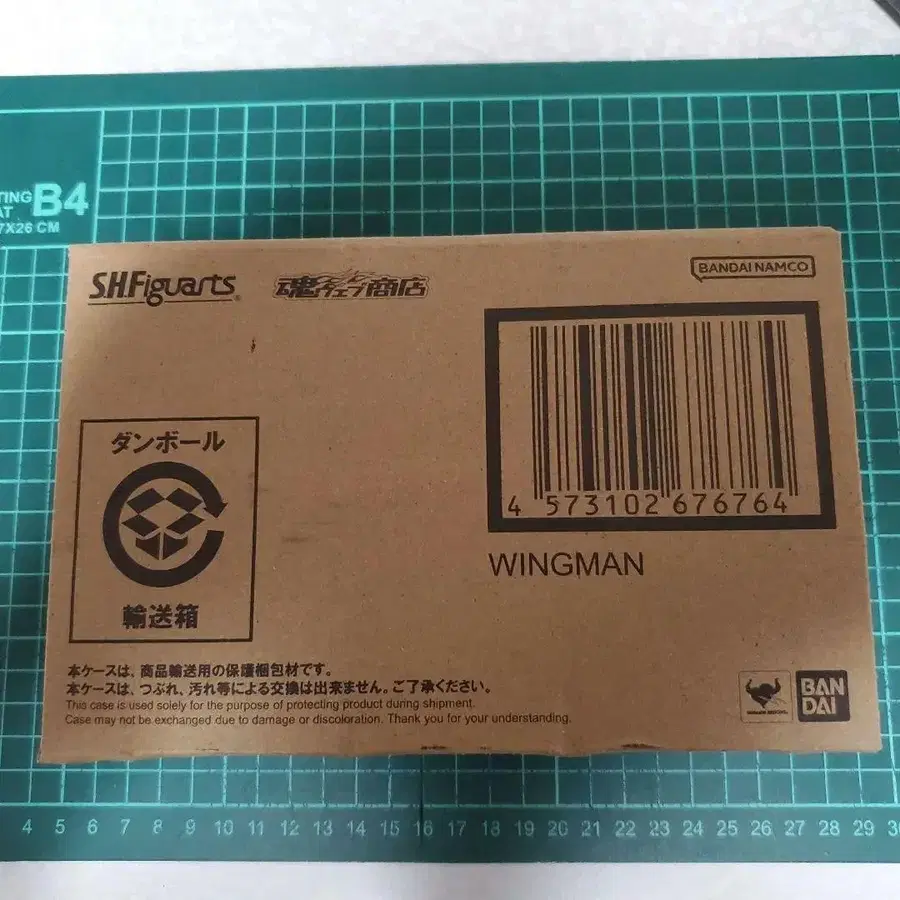 TING B4
AT
7X26 CM
S.H.Figuarts
魂ウェブ商店
BANDAI NAMCO
4 573102 676764
WINGMAN
ダンボール
輸送箱
本ケースは、商品輸送用の保護梱包材です。
本ケースは、つぶれ、汚れ等による交換は出来ません。ご了承ください。
This case is used solely for the purpose of protecting product during shipment.
Case may not be exchanged due to damage or discoloration. Thank you for your understanding.
BAN
DAI
4 5 6 7 8 9 10 11 12 13 14 15 16 17 18 19 20 21 22 23 24 25 26 27 28 29 30